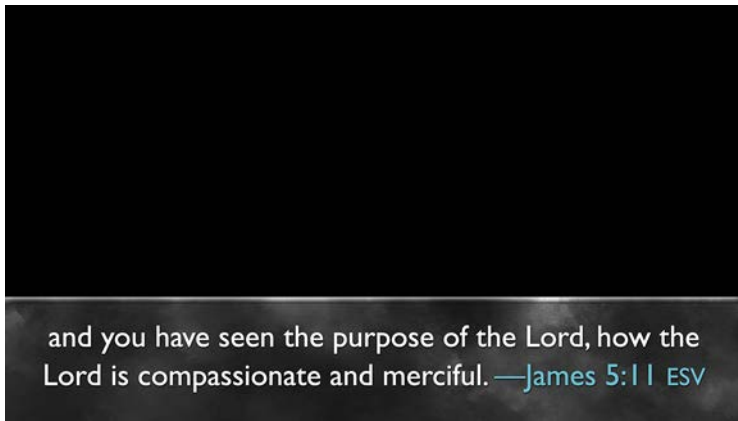 and you have seen the purpose of the Lord, how the
Lord is compassionate and merciful. —James 5:11 ESV